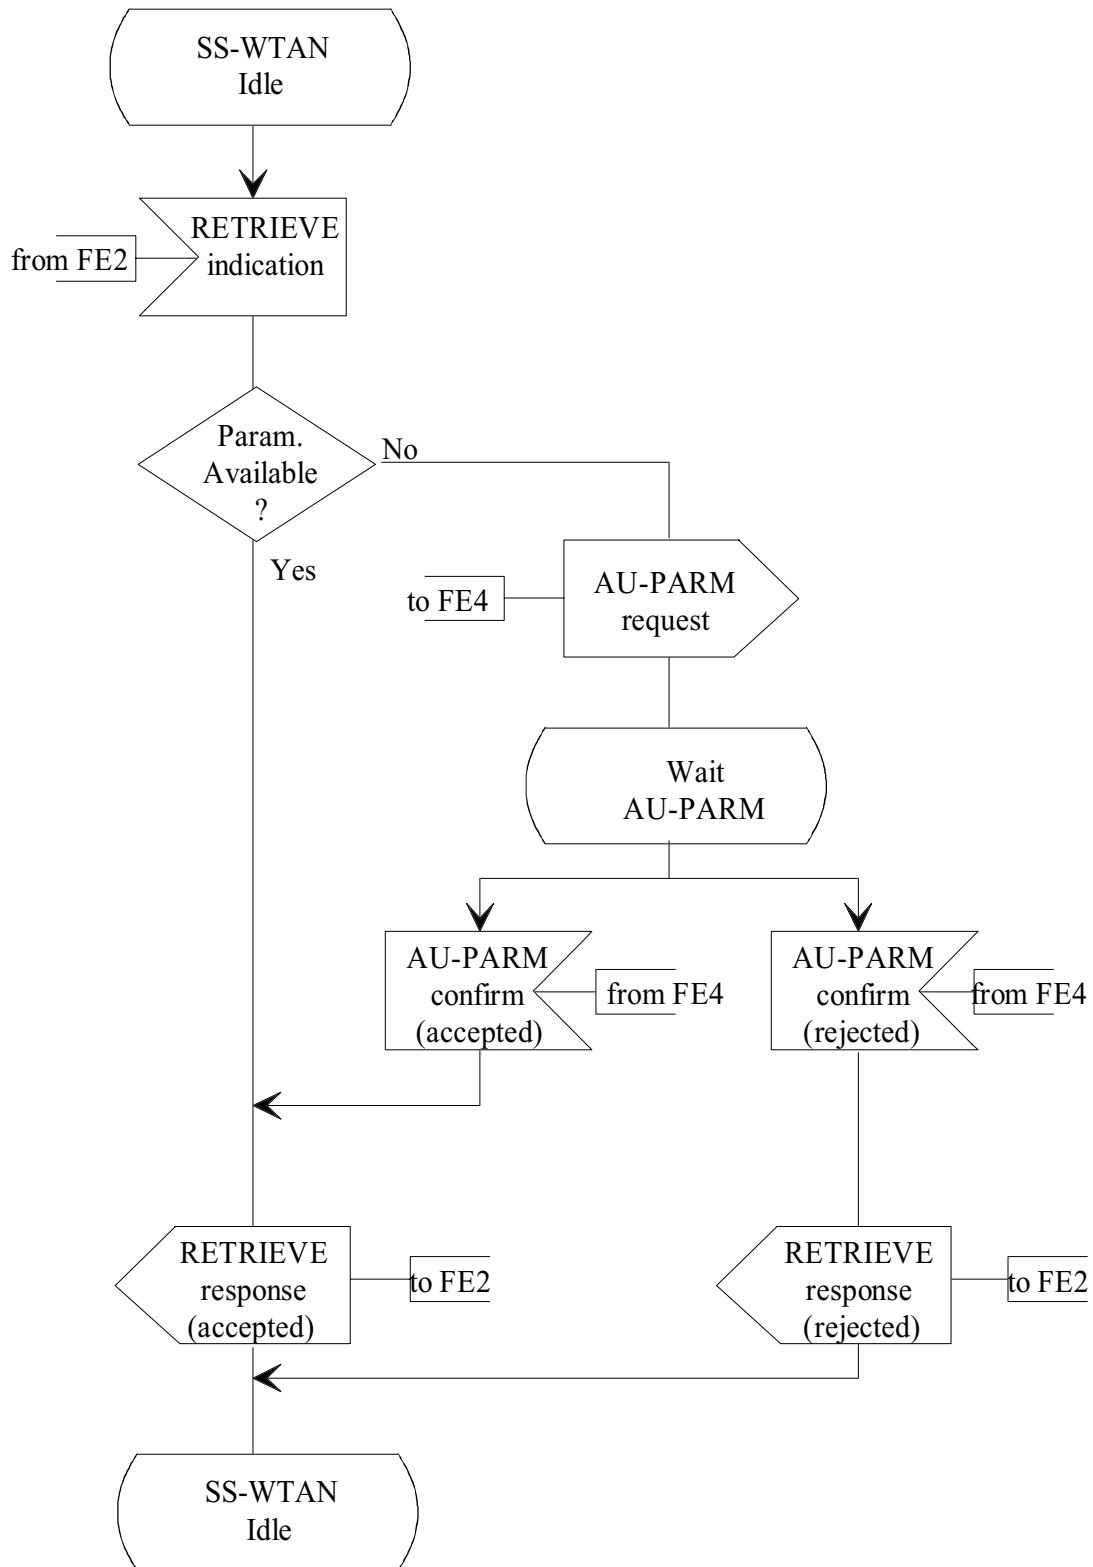 SS-WTAN
Idle
RETRIEVE
indication
from FE2
Param.
Available
?
No
Yes
to FE4
AU-PARM
request
Wait
AU-PARM
AU-PARM
confirm
(accepted)
from FE4
AU-PARM
confirm
(rejected)
from FE4
RETRIEVE
response
(accepted)
to FE2
RETRIEVE
response
(rejected)
to FE2
SS-WTAN
Idle